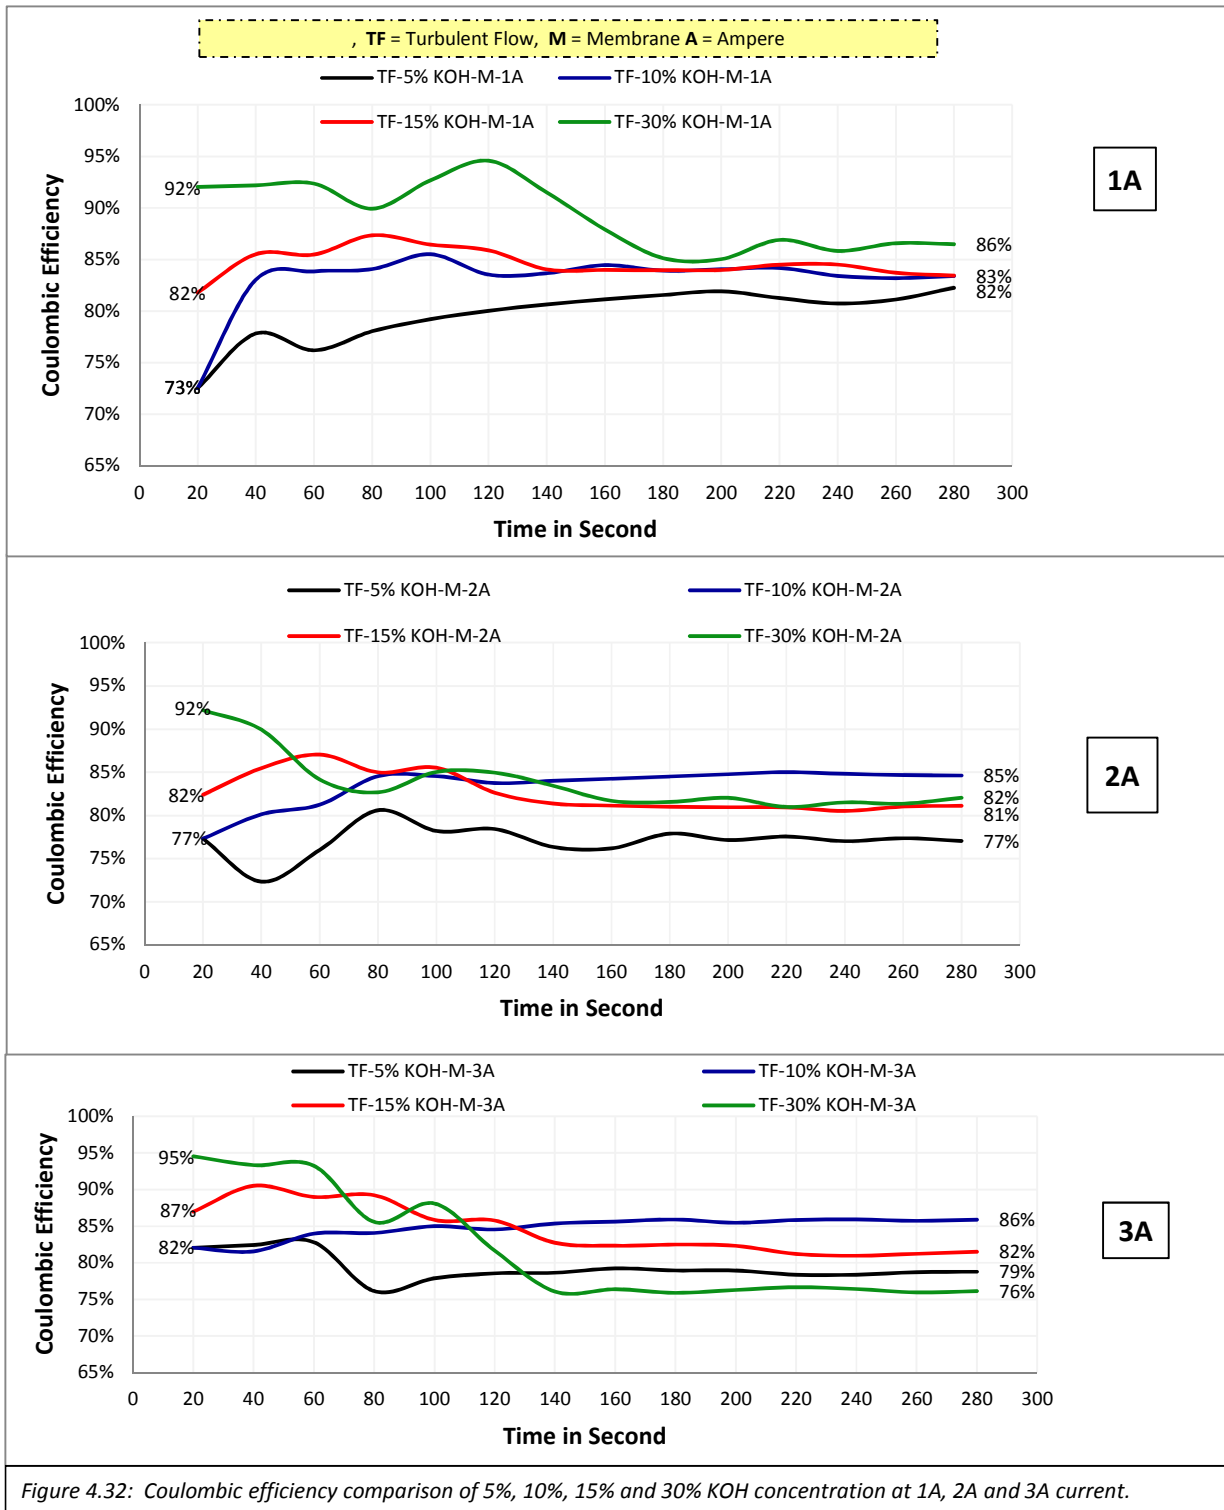 , TF = Turbulent Flow, M = Membrane A = Ampere
TF-5% KOH-M-1A TF-10% KOH-M-1A
TF-15% KOH-M-1A TF-30% KOH-M-1A
1A
Coulombic Efficiency
100%
95%
90%
85%
80%
75%
70%
65%
92%
82%
73%
73%
86%
83%
82%
0 20 40 60 80 100 120 140 160 180 200 220 240 260 280 300
Time in Second
TF-5% KOH-M-2A TF-10% KOH-M-2A
TF-15% KOH-M-2A TF-30% KOH-M-2A
2A
Coulombic Efficiency
100%
95%
90%
85%
80%
75%
70%
65%
92%
82%
77%
85%
82%
81%
77%
0 20 40 60 80 100 120 140 160 180 200 220 240 260 280 300
Time in Second
TF-5% KOH-M-3A TF-10% KOH-M-3A
TF-15% KOH-M-3A TF-30% KOH-M-3A
3A
Coulombic Efficiency
100%
95%
90%
85%
80%
75%
70%
65%
95%
87%
82%
86%
82%
79%
76%
0 20 40 60 80 100 120 140 160 180 200 220 240 260 280 300
Time in Second
Figure 4.32: Coulombic efficiency comparison of 5%, 10%, 15% and 30% KOH concentration at 1A, 2A and 3A current.